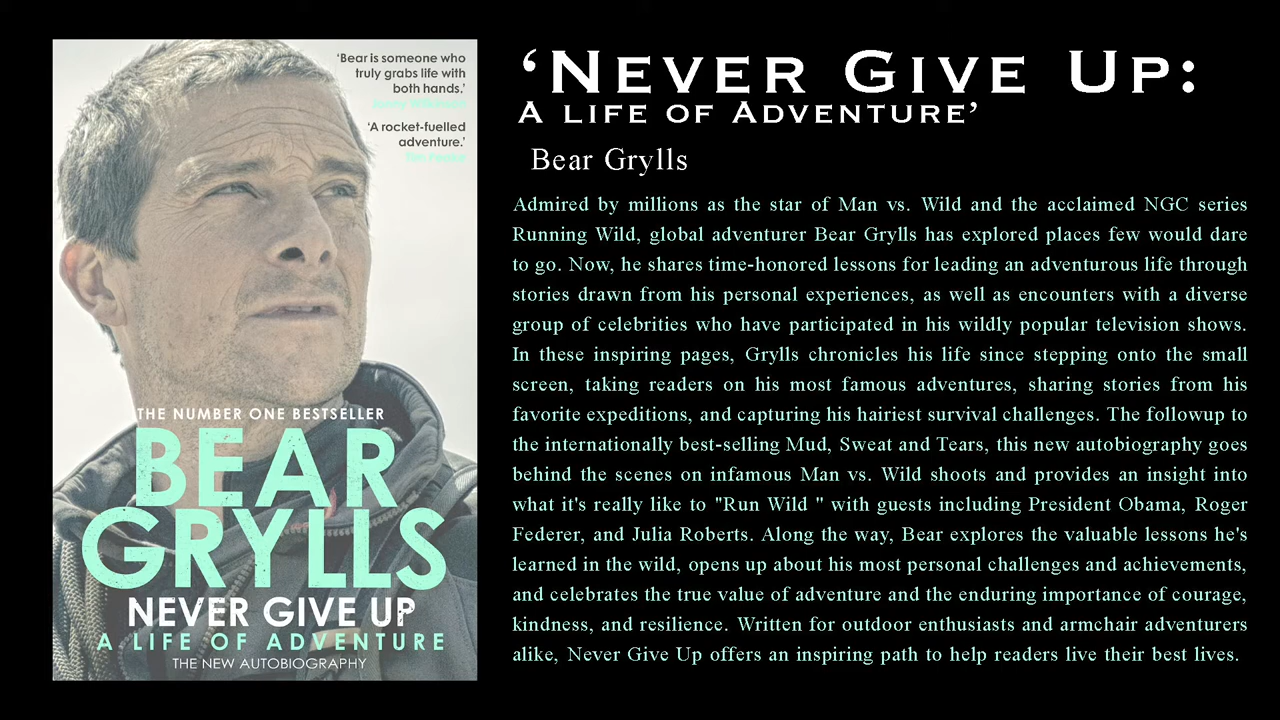 'Bear is someone who
truly grabs life with
both hands.'
Jonny Wilkinson
'A rocket-fuelled
adventure.'
THE NUMBER ONE BESTSELLER
BEAR
GRYLLS
NEVER GIVE UP
A LIFE OF ADVENTURE
THE NEW AUTOBIOGRAPHY
'NEVER GIVE UP:
A LIFE OF ADVENTURE'
Bear Grylls
Admired by millions as the star of Man vs. Wild and the acclaimed NGC series
Running Wild, global adventurer Bear Grylls has explored places few would dare
to go. Now, he shares time-honored lessons for leading an adventurous life through
stories drawn from his personal experiences, as well as encounters with a diverse
group of celebrities who have participated in his wildly popular television shows.
In these inspiring pages, Grylls chronicles his life since stepping onto the small
screen, taking readers on his most famous adventures, sharing stories from his
favorite expeditions, and capturing his hairiest survival challenges. The followup to
the internationally best-selling Mud, Sweat and Tears, this new autobiography goes
behind the scenes on infamous Man vs. Wild shoots and provides an insight into
what it's really like to "Run Wild " with guests including President Obama, Roger
Federer, and Julia Roberts. Along the way, Bear explores the valuable lessons he's
learned in the wild, opens up about his most personal challenges and achievements,
and celebrates the true value of adventure and the enduring importance of courage,
kindness, and resilience. Written for outdoor enthusiasts and armchair adventurers
alike, Never Give Up offers an inspiring path to help readers live their best lives.